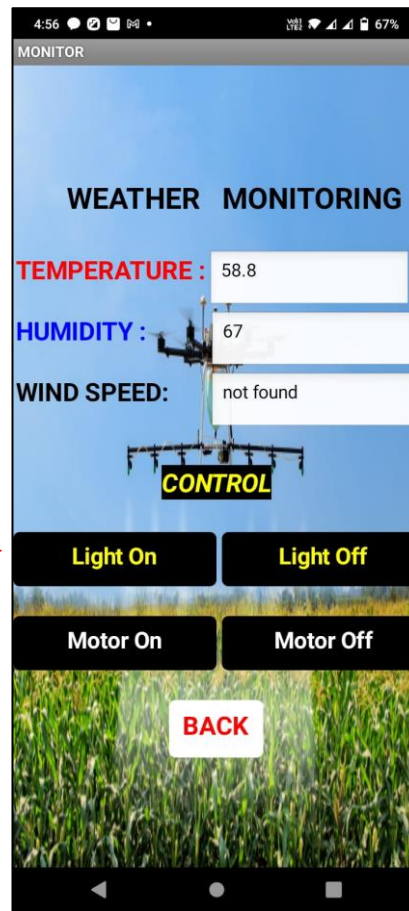 4:56 67%
MONITOR
WEATHER MONITORING
TEMPERATURE : 58.8
HUMIDITY : 67
WIND SPEED: not found
CONTROL
Light On Light Off
Motor On Motor Off
BACK